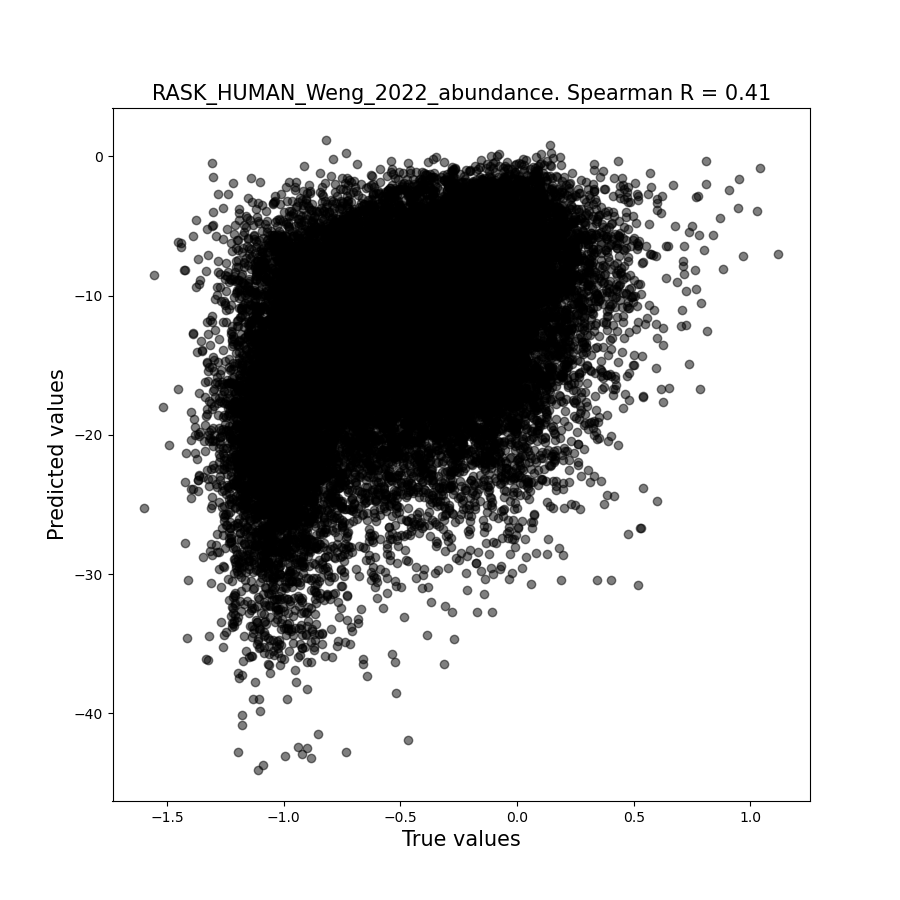 RASK_HUMAN_Weng_2022_abundance. Spearman R = 0.41
0
−10
−20
−30
−40
Predicted values
−1.5 −1.0 −0.5 0.0 0.5 1.0
True values